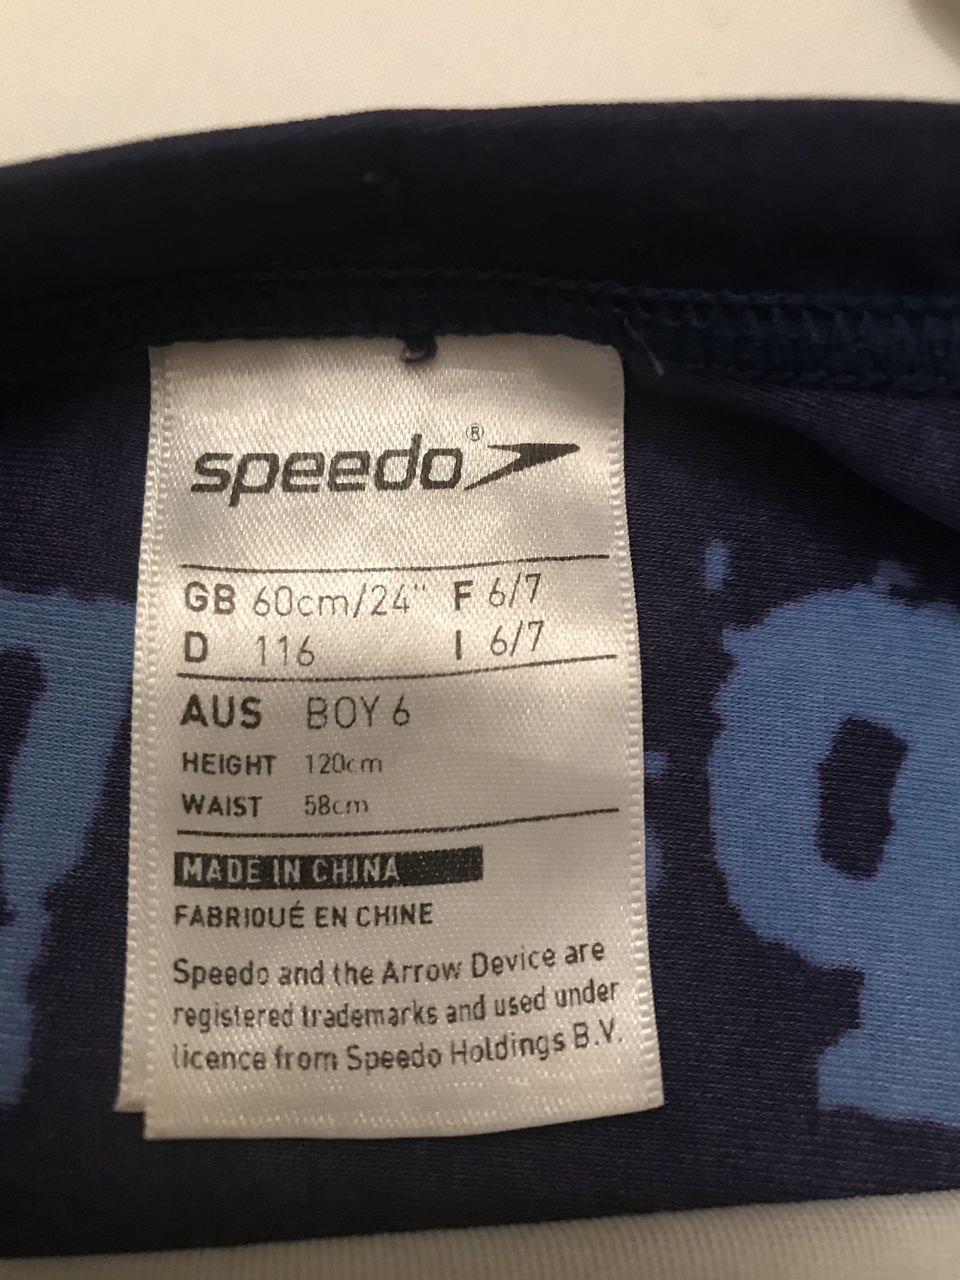 speedo®
GB 60cm/24" F 6/7
D 116 I 6/7
AUS BOY 6
HEIGHT 120cm
WAIST 58cm
MADE IN CHINA
FABRIQUÉ EN CHINE
Speedo and the Arrow Device are
registered trademarks and used under
licence from Speedo Holdings B.V.